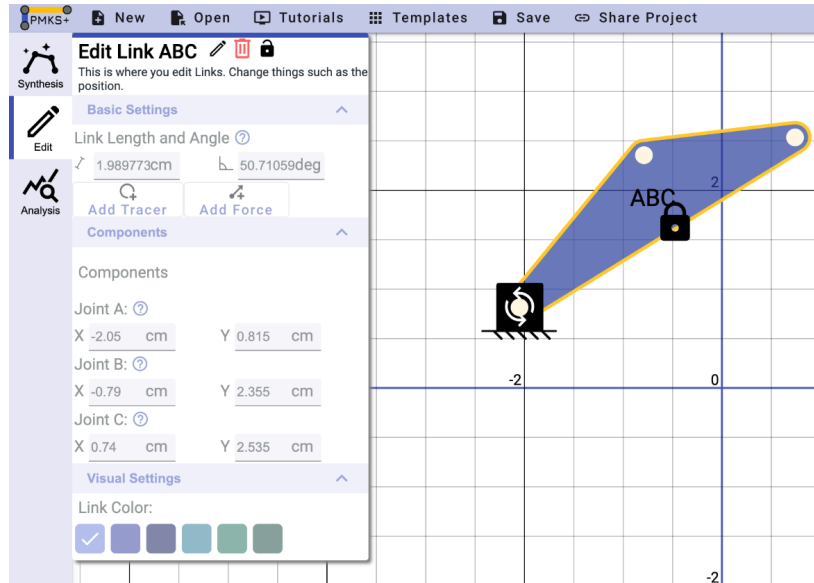 PMKS+ New Open Tutorials Templates Save Share Project
Synthesis
Edit
Analysis
Edit Link ABC
This is where you edit Links. Change things such as the
position.
Basic Settings
Link Length and Angle
1.989773cm 50.71059deg
Add Tracer Add Force
Components
Components
Joint A:
X -2.05 cm Y 0.815 cm
Joint B:
X -0.79 cm Y 2.355 cm
Joint C:
X 0.74 cm Y 2.535 cm
Visual Settings
Link Color:
2
ABC
-2 0
-2